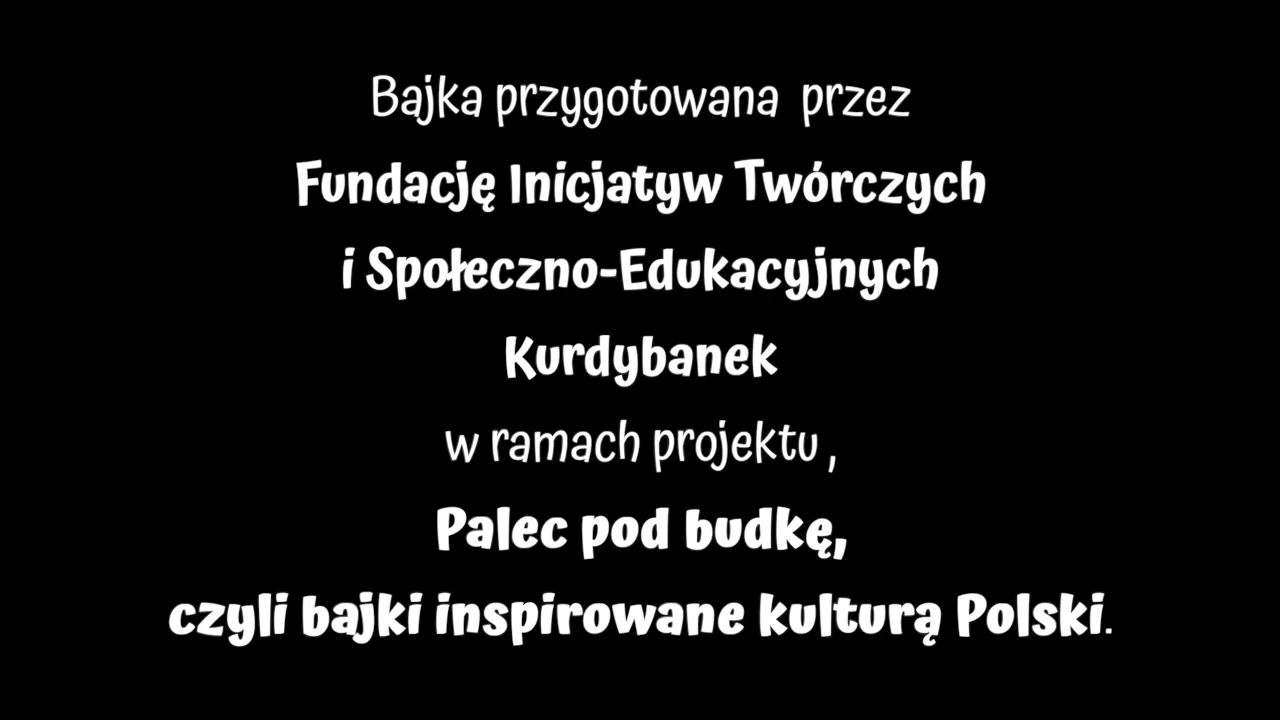 Bajka przygotowana przez
Fundację Inicjatyw Twórczych
i Społeczno-Edukacyjnych
Kurdybanek
w ramach projektu ,
Palec pod budkę,
czyli bajki inspirowane kulturą Polski.